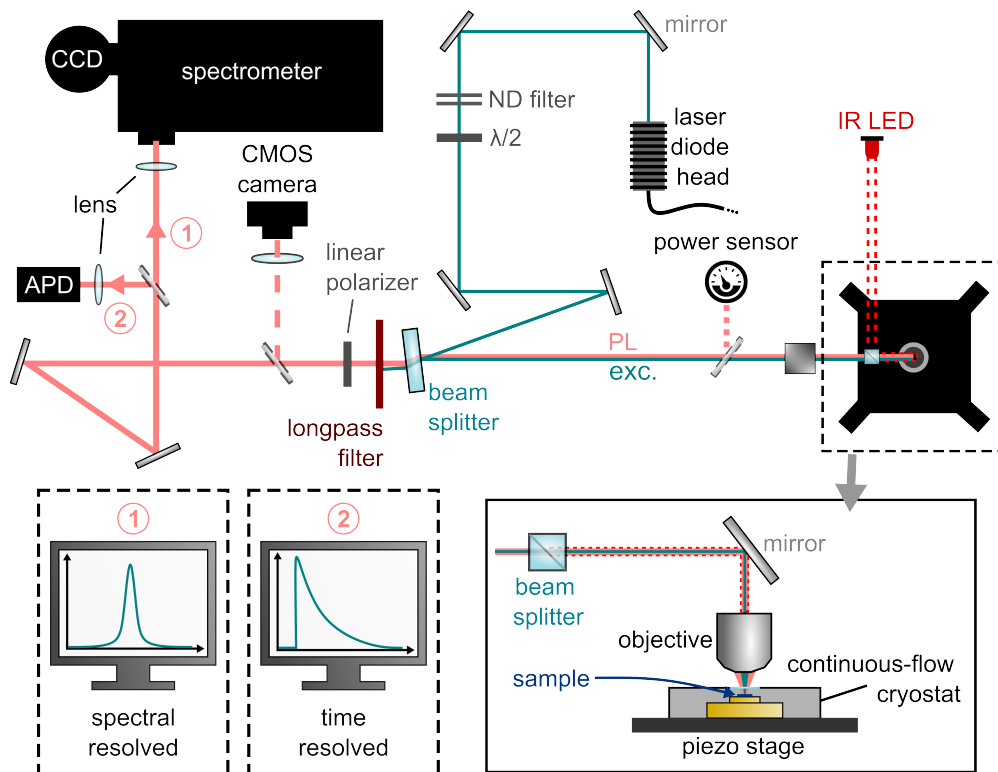 CCD
spectrometer
mirror
ND filter
λ/2
laser
diode
head
IR LED
CMOS
camera
lens
1
power sensor
linear
polarizer
APD
2
PL
exc.
beam
splitter
longpass
filter
1
2
mirror
beam
splitter
objective
continuous-flow
cryostat
sample
piezo stage
spectral
resolved
time
resolved